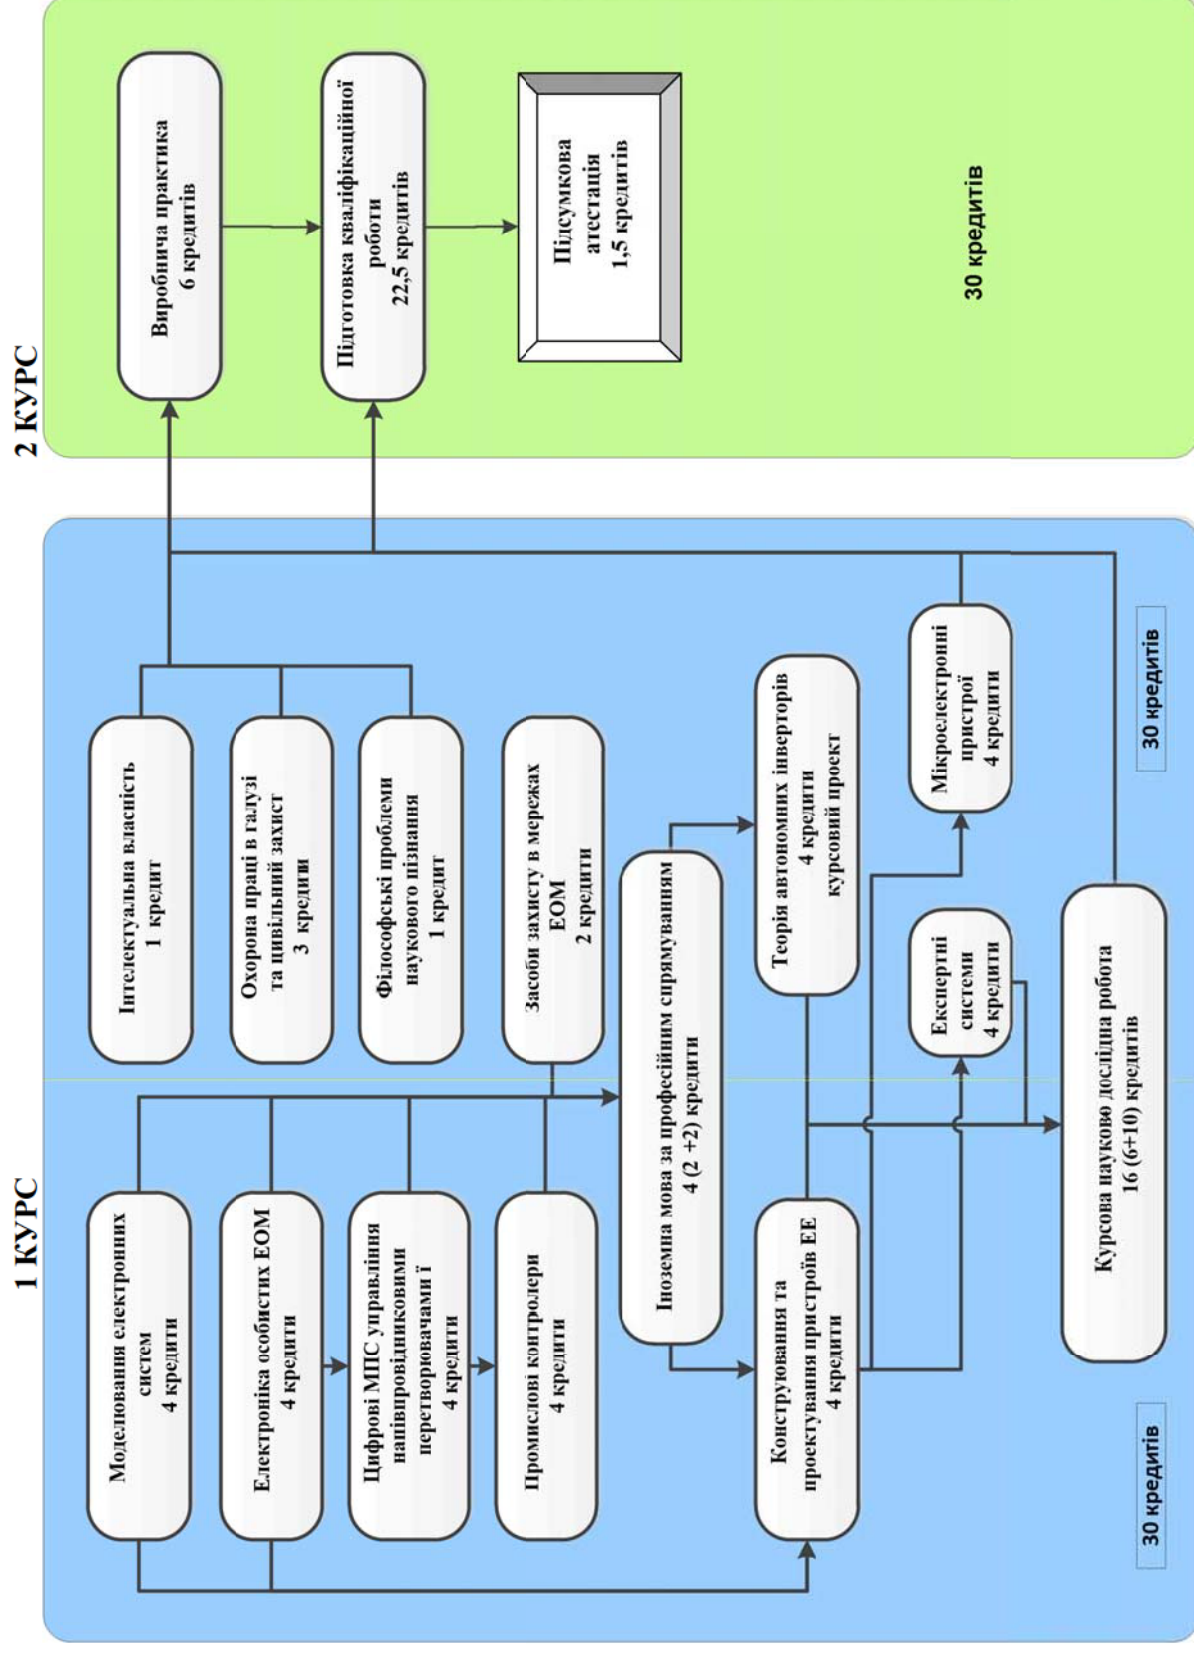 1 КУРС
2 КУРС
Моделювання електронних
систем
4 кредити
Електроніка особистих ЕОМ
4 кредити
Цифрові МПС управління
напівпровідниковими
перетворювачами ї
4 кредити
Промислові контролери
4 кредити
Інтелектуальна власність
1 кредит
Охорона праці в галузі
та цивільний захист
3 кредити
Філософські проблеми
наукового пізнання
1 кредит
Засоби захисту в мережах
ЕОМ
2 кредити
Іноземна мова за професійним спрямуванням
4 (2 +2) кредити
Конструювання та
проектування пристроїв ЕЕ
4 кредити
Теорія автономних інверторів
4 кредити
курсовий проект
Експертні
системи
4 кредити
Мікроелектронні
пристрої
4 кредити
Курсова науково дослідна робота
16 (6+10) кредитів
30 кредитів
30 кредитів
Виробнича практика
6 кредитів
Підготовка кваліфікаційної
роботи
22,5 кредитів
Підсумкова
атестація
1,5 кредитів
30 кредитів